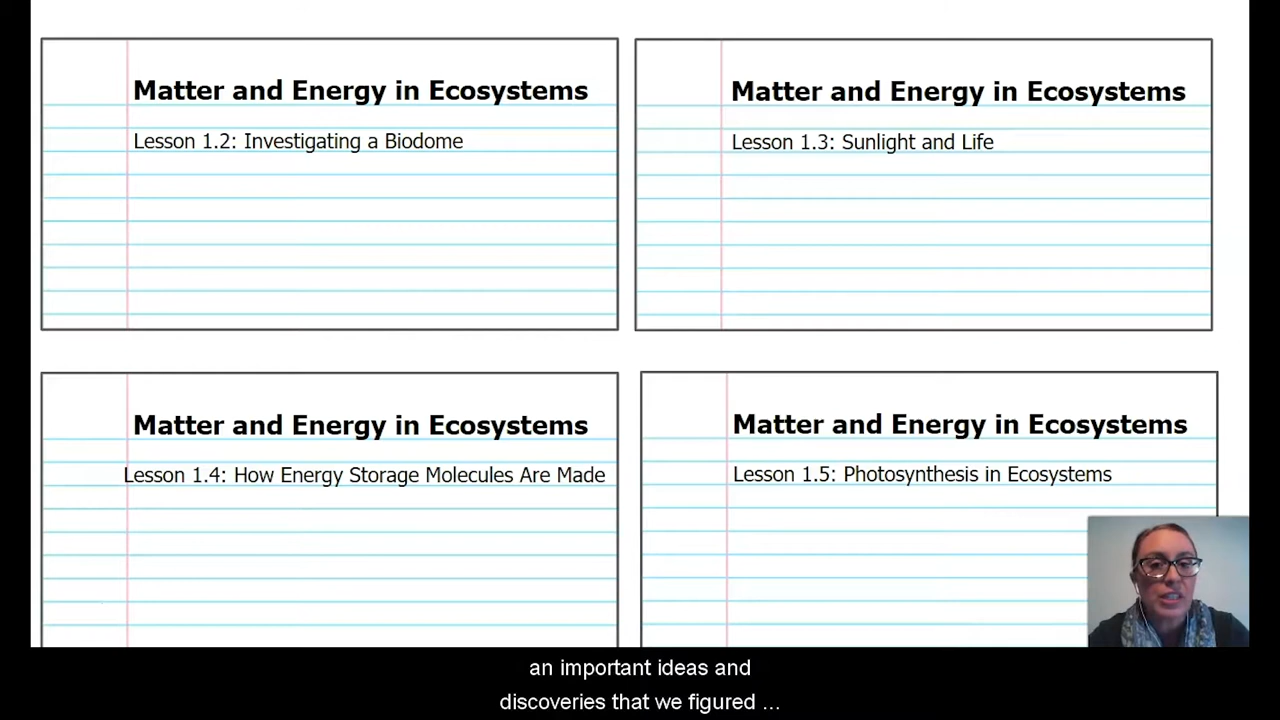 Matter and Energy in Ecosystems
Lesson 1.2: Investigating a Biodome
Matter and Energy in Ecosystems
Lesson 1.3: Sunlight and Life
Matter and Energy in Ecosystems
Lesson 1.4: How Energy Storage Molecules Are Made
Matter and Energy in Ecosystems
Lesson 1.5: Photosynthesis in Ecosystems
an important ideas and
discoveries that we figured ...